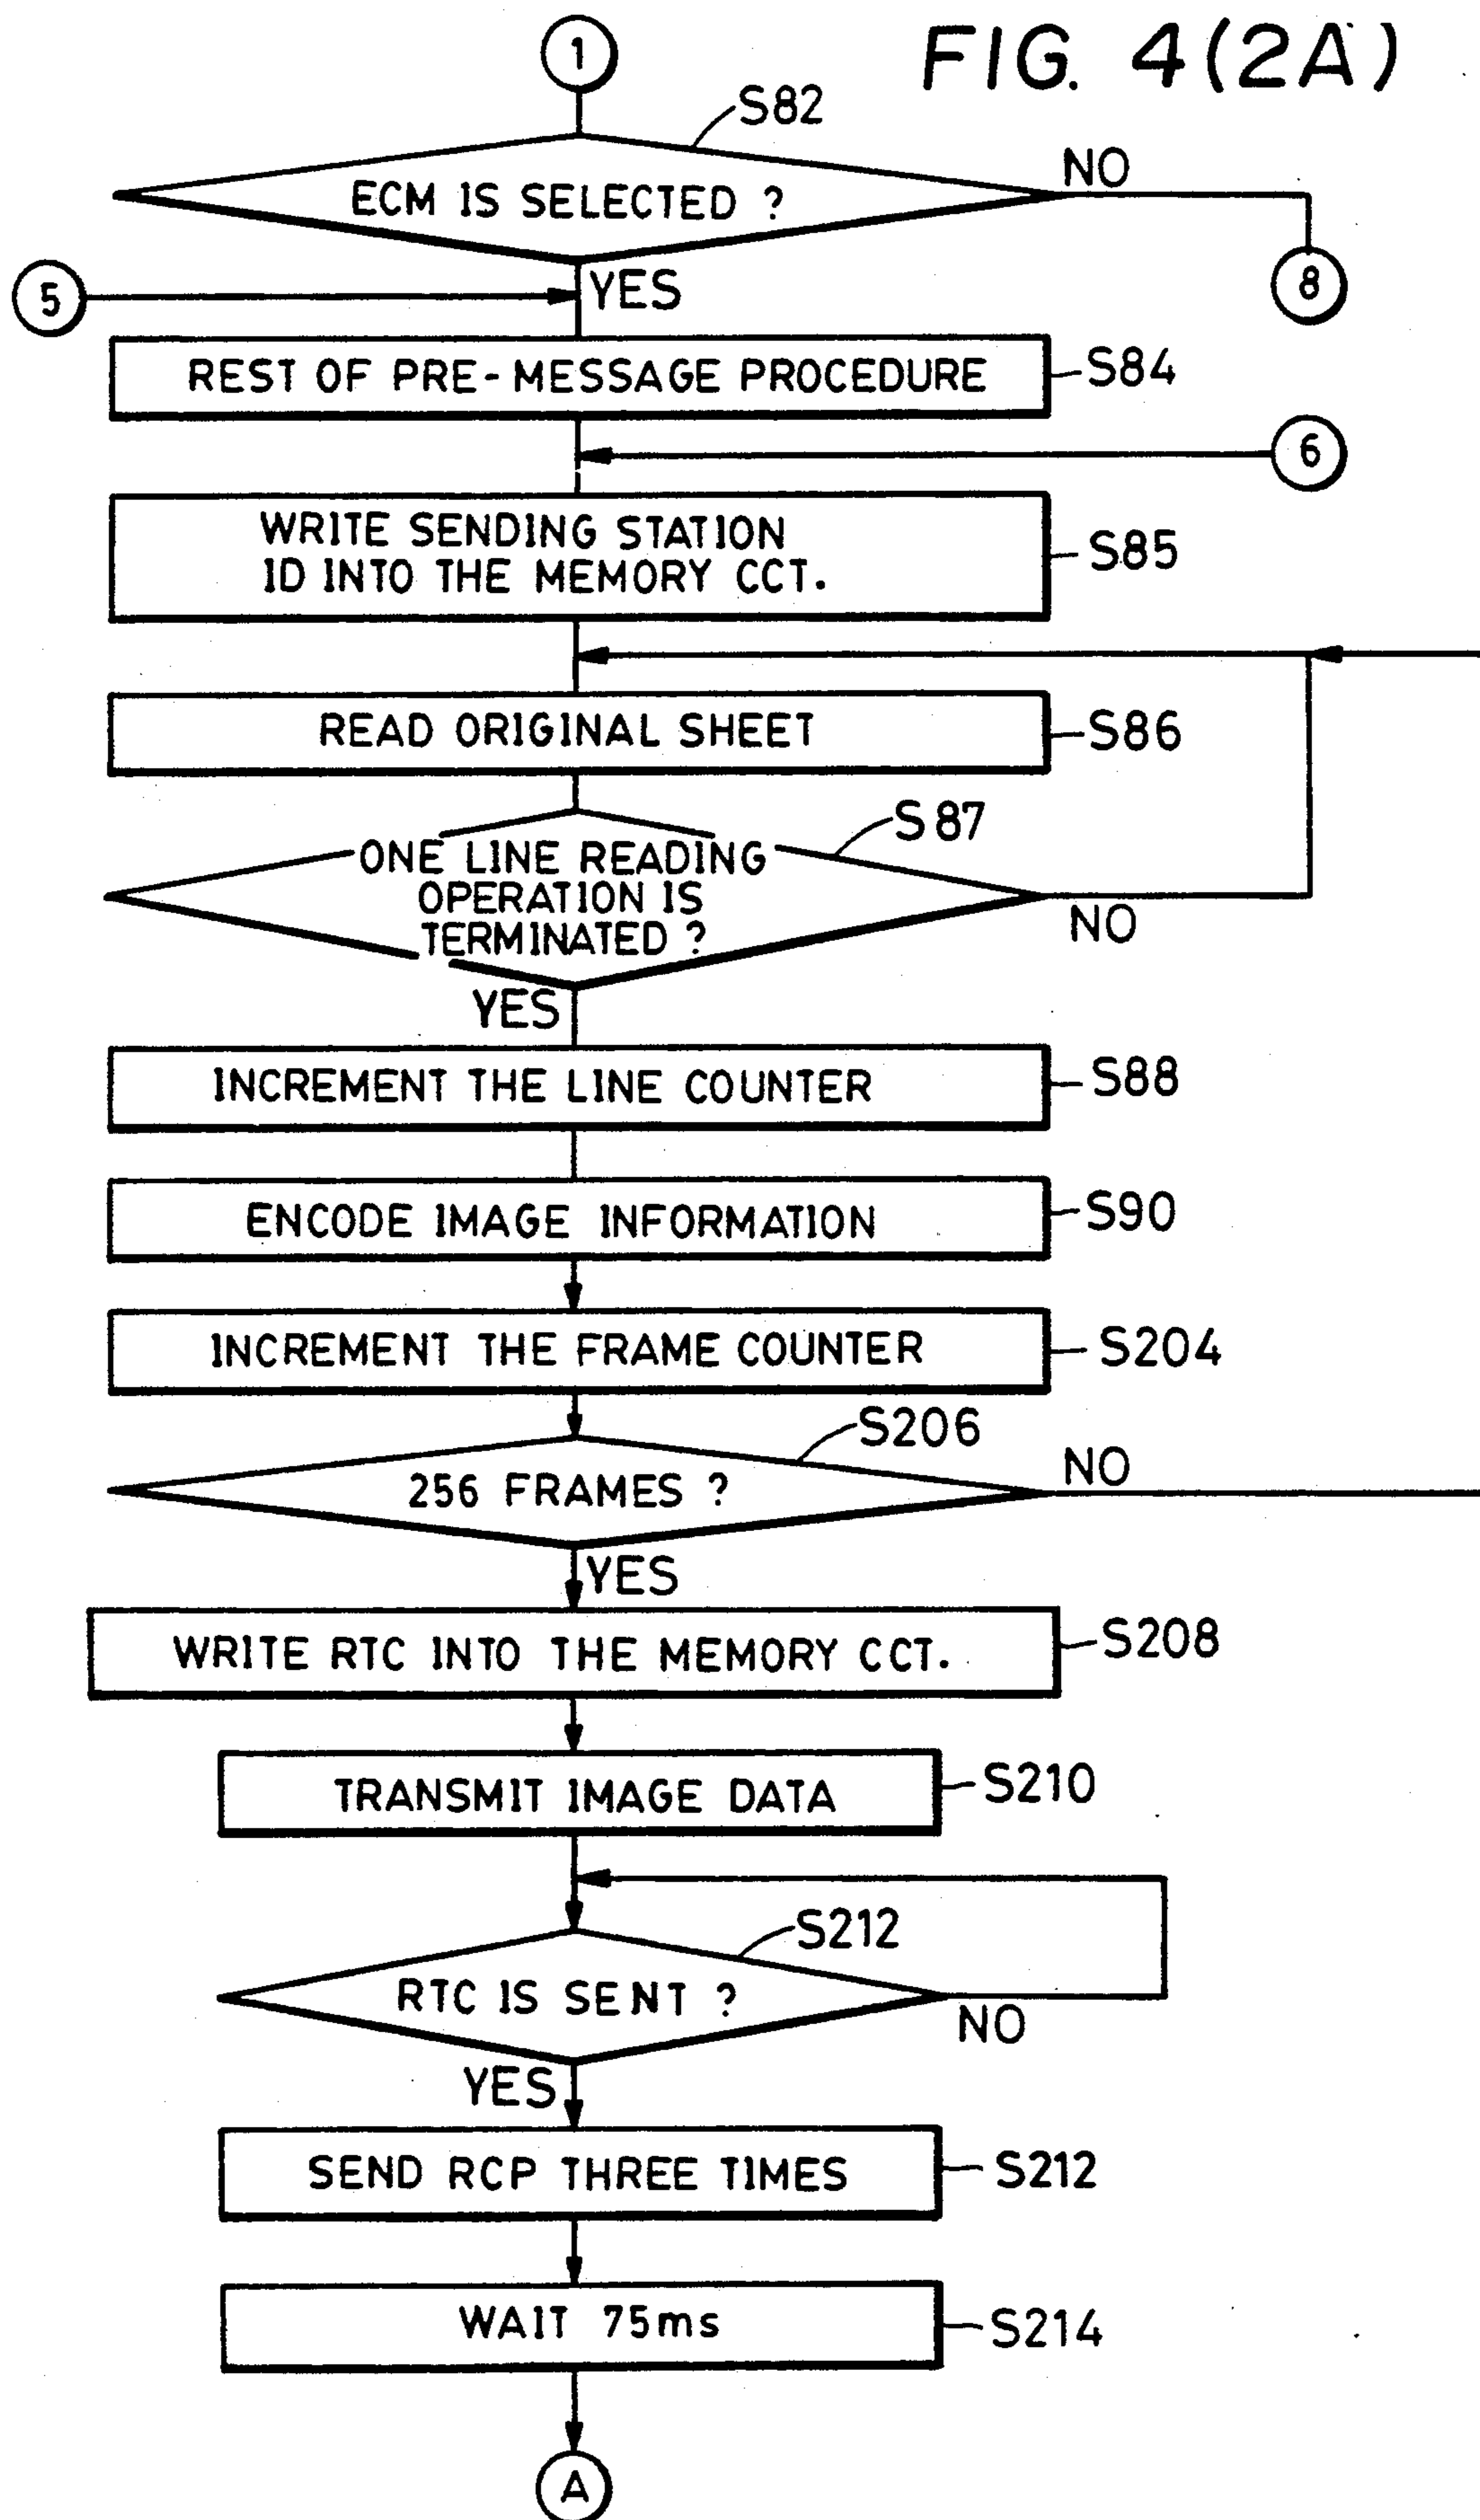 FIG. 4(2A)
1
S82
ECM IS SELECTED ?
NO
8
5
YES
REST OF PRE-MESSAGE PROCEDURE
S84
6
WRITE SENDING STATION
ID INTO THE MEMORY CCT.
S85
READ ORIGINAL SHEET
S86
S87
ONE LINE READING
OPERATION IS
TERMINATED ?
NO
YES
INCREMENT THE LINE COUNTER
S88
ENCODE IMAGE INFORMATION
S90
INCREMENT THE FRAME COUNTER
S204
S206
256 FRAMES ?
NO
YES
WRITE RTC INTO THE MEMORY CCT.
S208
TRANSMIT IMAGE DATA
S210
S212
RTC IS SENT ?
NO
YES
SEND RCP THREE TIMES
S212
WAIT 75ms
S214
A